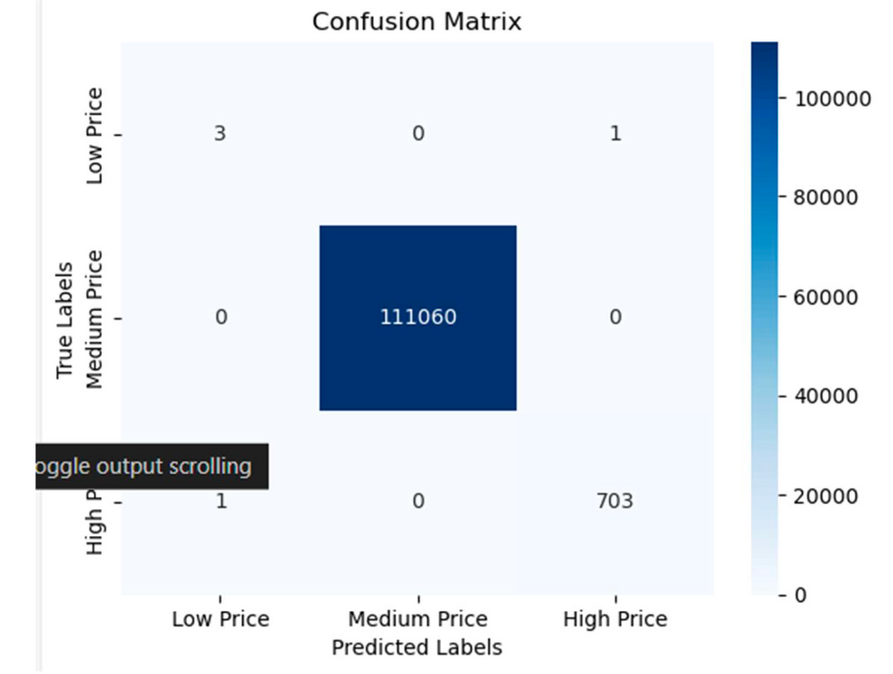 Confusion Matrix
Low Price
3 0 1
100000
80000
True Labels
Medium Price
0 111060 0
60000
40000
oggle output scrolling
High P
1 0 703
20000
0
Low Price Medium Price High Price
Predicted Labels